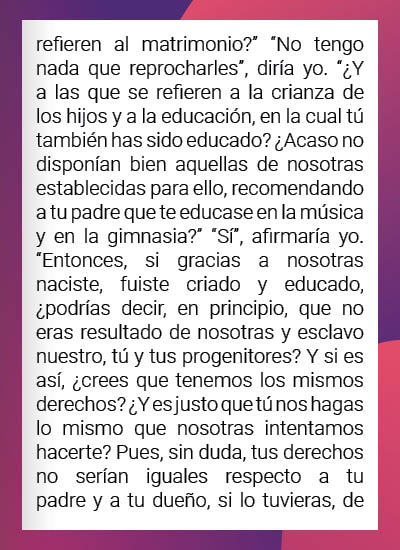 refieren al matrimonio?” “No tengo
nada que reprocharles”, diría yo. “¿Y
a las que se refieren a la crianza de
los hijos y a la educación, en la cual tú
también has sido educado? ¿Acaso no
disponían bien aquellas de nosotras
establecidas para ello, recomendando
a tu padre que te educase en la música
y en la gimnasia?” “Sí”, afirmaría yo.
“Entonces, si gracias a nosotras
naciste, fuiste criado y educado,
¿podrías decir, en principio, que no
eras resultado de nosotras y esclavo
nuestro, tú y tus progenitores? Y si es
así, ¿crees que tenemos los mismos
derechos? ¿Y es justo que tú nos hagas
lo mismo que nosotras intentamos
hacerte? Pues, sin duda, tus derechos
no serían iguales respecto a tu
padre y a tu dueño, si lo tuvieras, de